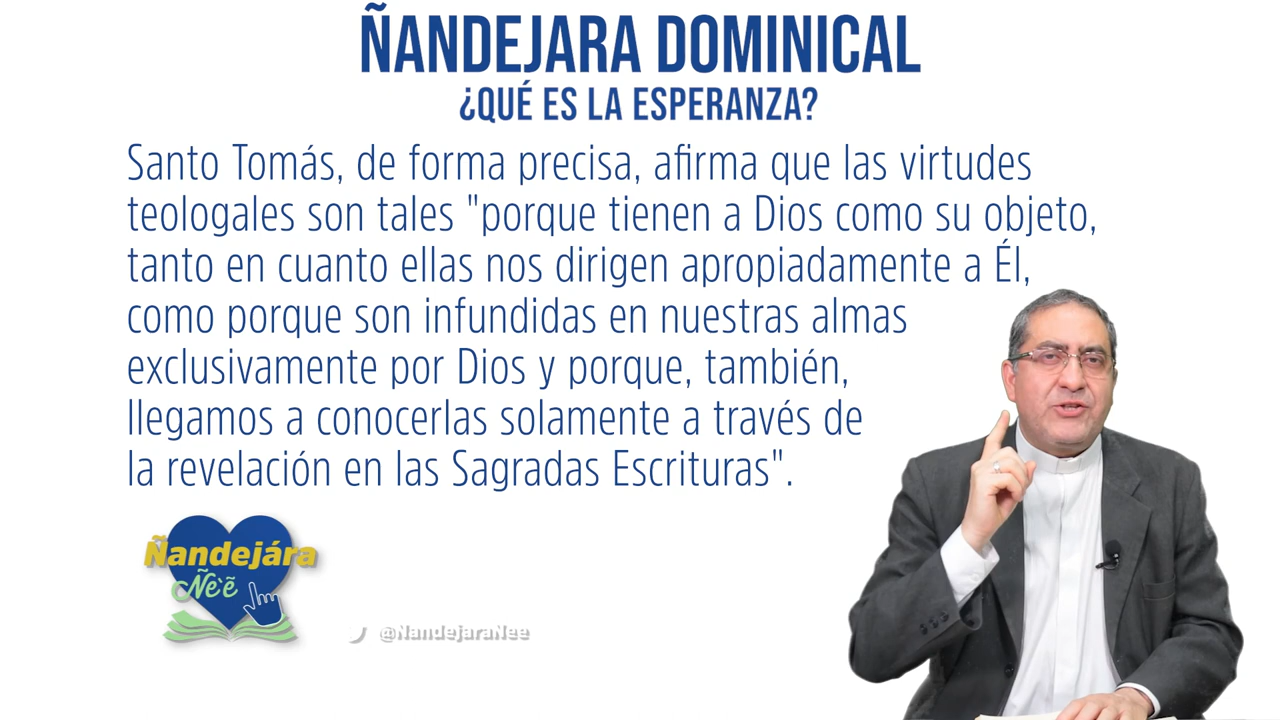 ÑANDEJARA DOMINICAL
¿QUÉ ES LA ESPERANZA?
Santo Tomás, de forma precisa, afirma que las virtudes
teologales son tales "porque tienen a Dios como su objeto,
tanto en cuanto ellas nos dirigen apropiadamente a Él,
como porque son infundidas en nuestras almas
exclusivamente por Dios y porque, también,
llegamos a conocerlas solamente a través de
la revelación en las Sagradas Escrituras".
Ñandejára
Ñe'ẽ
@NandejaraNee